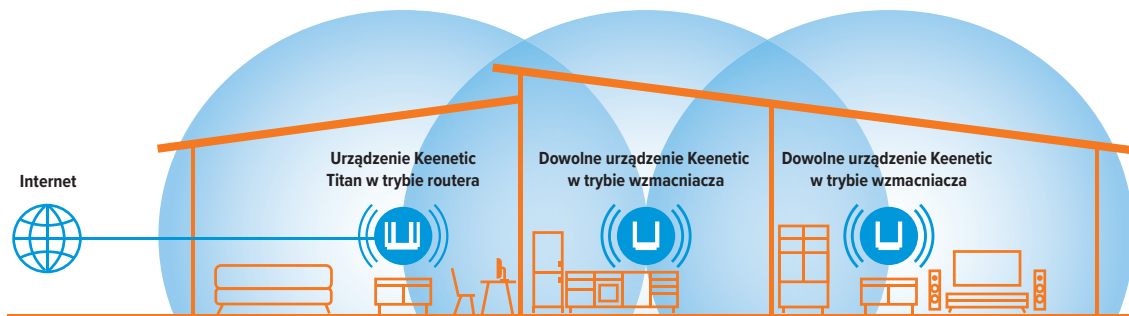 Internet
Urządzenie Keenetic
Titan w trybie routera
Dowolne urządzenie Keenetic
w trybie wzmacniacza
Dowolne urządzenie Keenetic
w trybie wzmacniacza